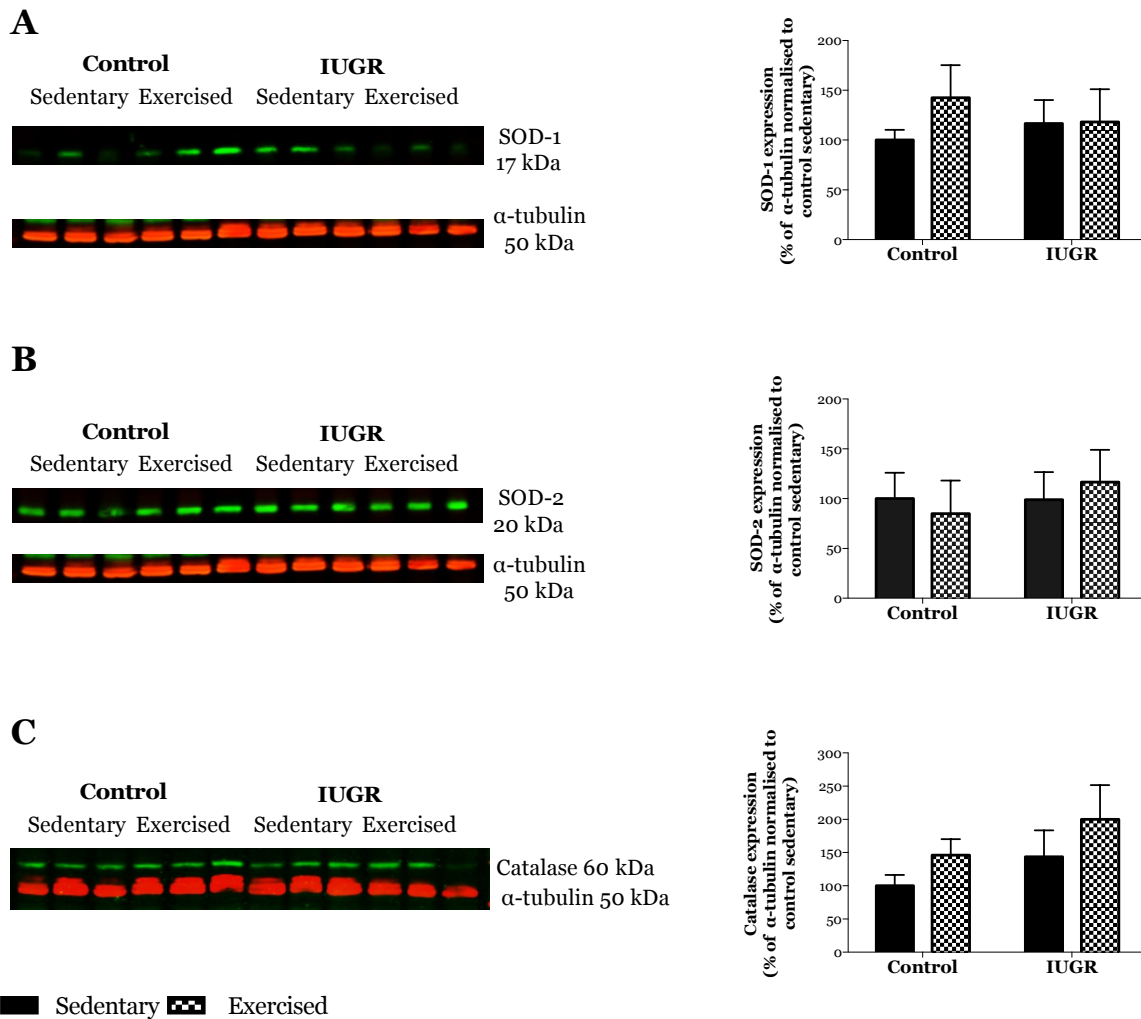 A
Control IUGR
Sedentary Exercised Sedentary Exercised
SOD-1
17 kDa
α-tubulin
50 kDa
SOD-1 expression
(% of α-tubulin normalised to
control sedentary)
200
150
100
50
0
Control IUGR
B
Control IUGR
Sedentary Exercised Sedentary Exercised
SOD-2
20 kDa
α-tubulin
50 kDa
SOD-2 expression
(% of α-tubulin normalised to
control sedentary)
200
150
100
50
0
Control IUGR
C
Control IUGR
Sedentary Exercised Sedentary Exercised
Catalase 60 kDa
α-tubulin 50 kDa
Catalase expression
(% of α-tubulin normalised to
control sedentary)
300
250
200
150
100
50
0
Control IUGR
Sedentary Exercised